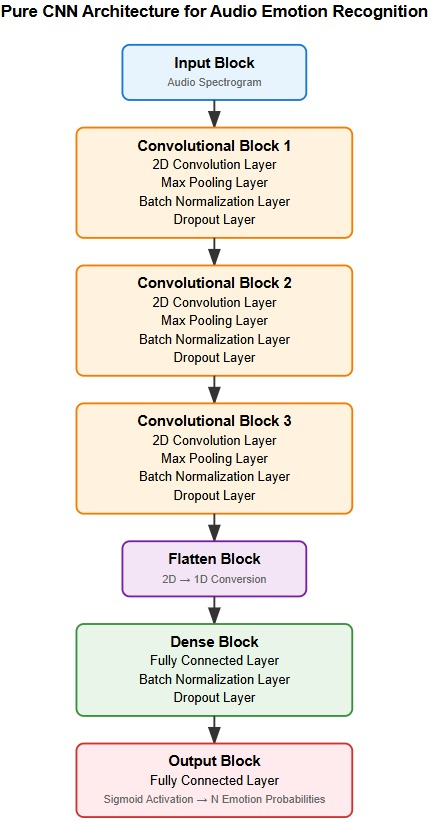 Pure CNN Architecture for Audio Emotion Recognition
Input Block
Audio Spectrogram
Convolutional Block 1
2D Convolution Layer
Max Pooling Layer
Batch Normalization Layer
Dropout Layer
Convolutional Block 2
2D Convolution Layer
Max Pooling Layer
Batch Normalization Layer
Dropout Layer
Convolutional Block 3
2D Convolution Layer
Max Pooling Layer
Batch Normalization Layer
Dropout Layer
Flatten Block
2D → 1D Conversion
Dense Block
Fully Connected Layer
Batch Normalization Layer
Dropout Layer
Output Block
Fully Connected Layer
Sigmoid Activation → N Emotion Probabilities